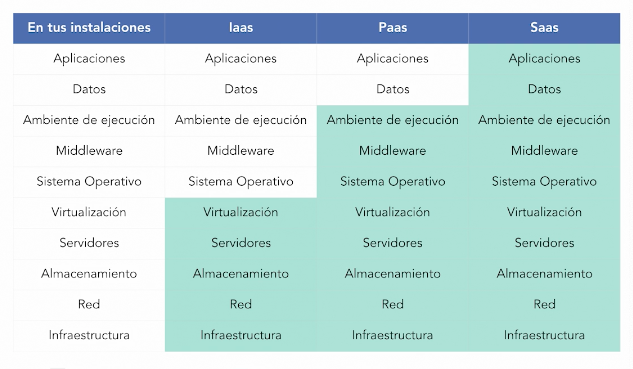 En tus instalaciones Iaas Paas Saas
Aplicaciones Aplicaciones Aplicaciones Aplicaciones
Datos Datos Datos Datos
Ambiente de ejecución Ambiente de ejecución Ambiente de ejecución Ambiente de ejecución
Middleware Middleware Middleware Middleware
Sistema Operativo Sistema Operativo Sistema Operativo Sistema Operativo
Virtualización Virtualización Virtualización Virtualización
Servidores Servidores Servidores Servidores
Almacenamiento Almacenamiento Almacenamiento Almacenamiento
Red Red Red Red
Infraestructura Infraestructura Infraestructura Infraestructura